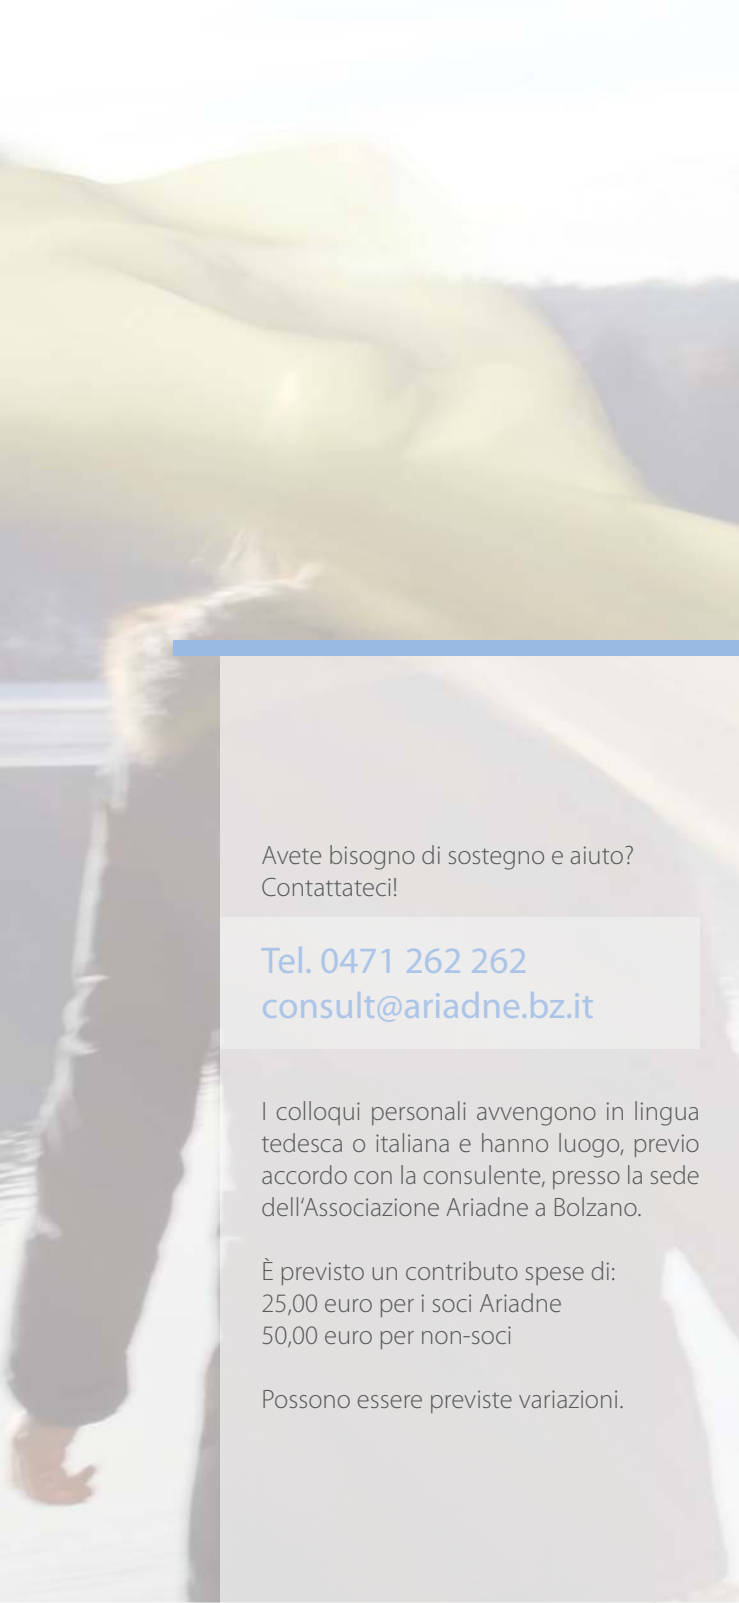 Avete bisogno di sostegno e aiuto?
Contattateci!
Tel. 0471 262 262
consult@ariadne.bz.it
I colloqui personali avvengono in lingua
tedesca o italiana e hanno luogo, previo
accordo con la consulente, presso la sede
dell‘Associazione Ariadne a Bolzano.
È previsto un contributo spese di:
25,00 euro per i soci Ariadne
50,00 euro per non-soci
Possono essere previste variazioni.